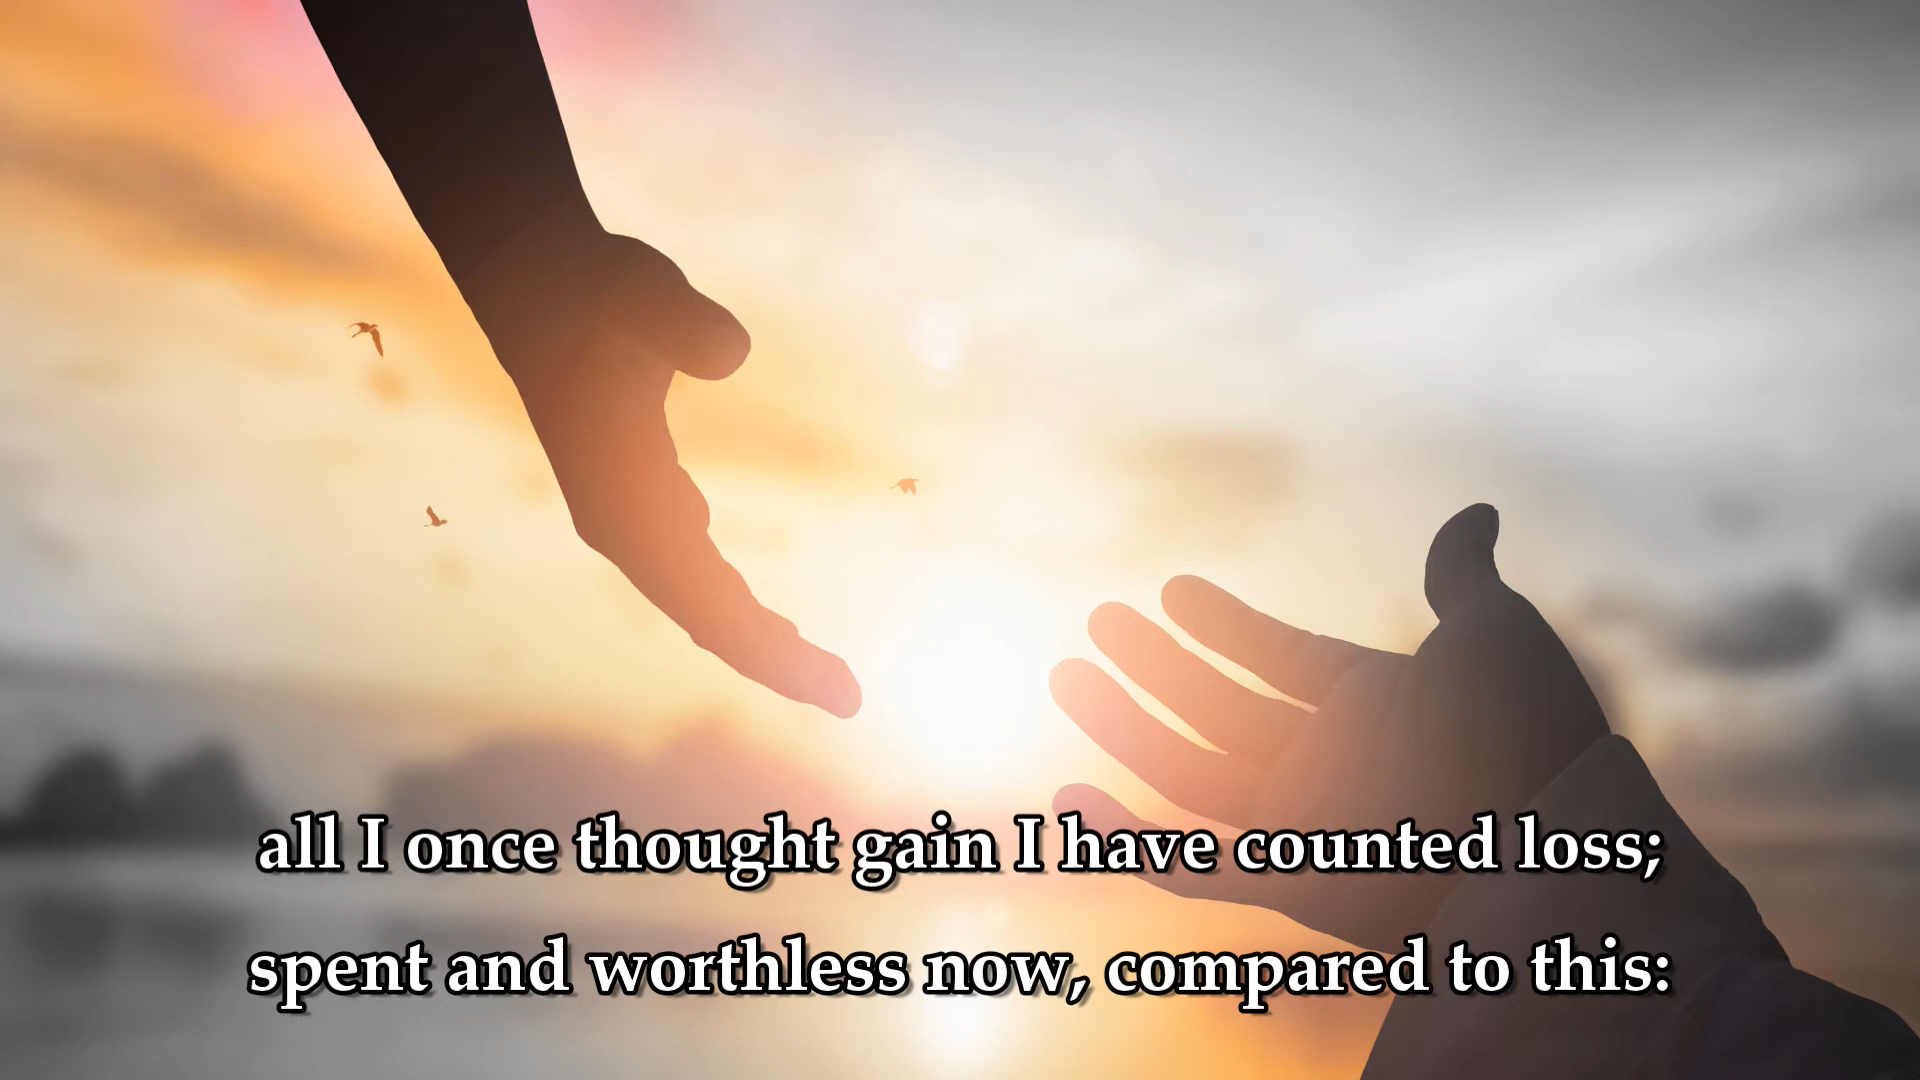 all I once thought gain I have counted loss;
spent and worthless now, compared to this: